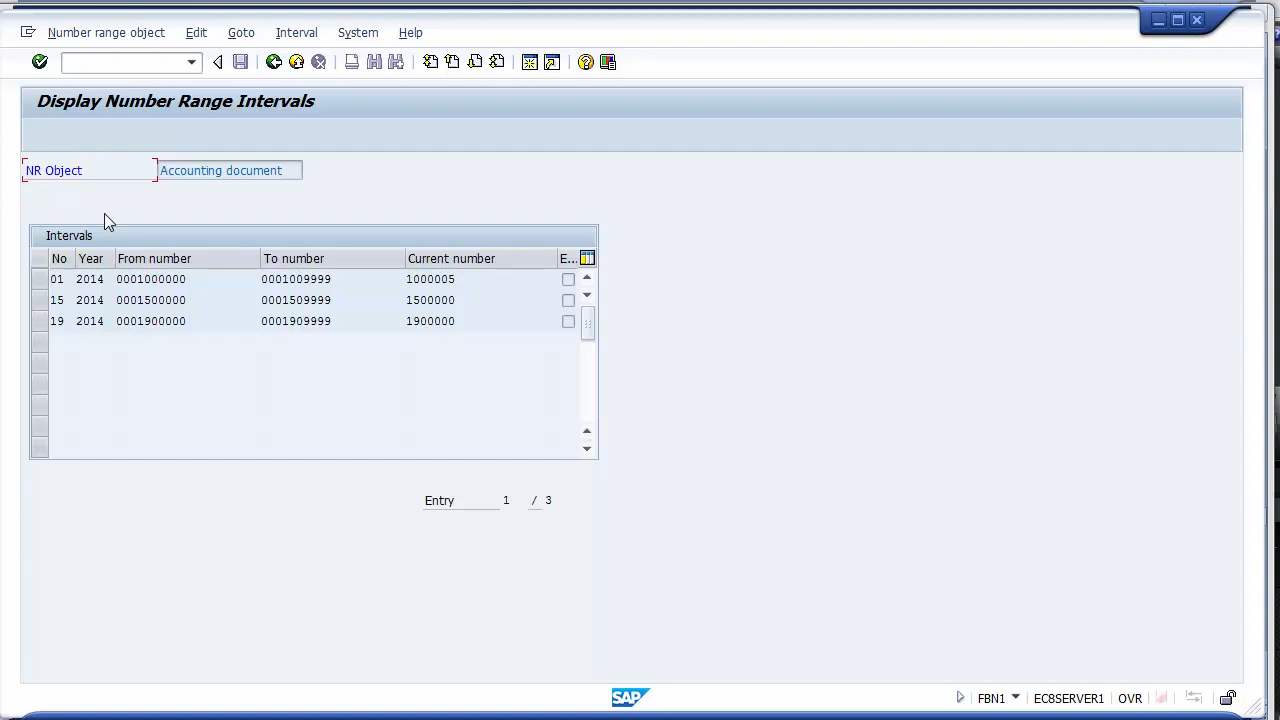 Number range object Edit Goto Interval System Help
Display Number Range Intervals
NR Object Accounting document
Intervals
No Year From number To number Current number E...
01 2014 0001000000 0001009999 1000005
15 2014 0001500000 0001509999 1500000
19 2014 0001900000 0001909999 1900000
Entry 1 / 3
SAP FBN1 EC8SERVER1 OVR